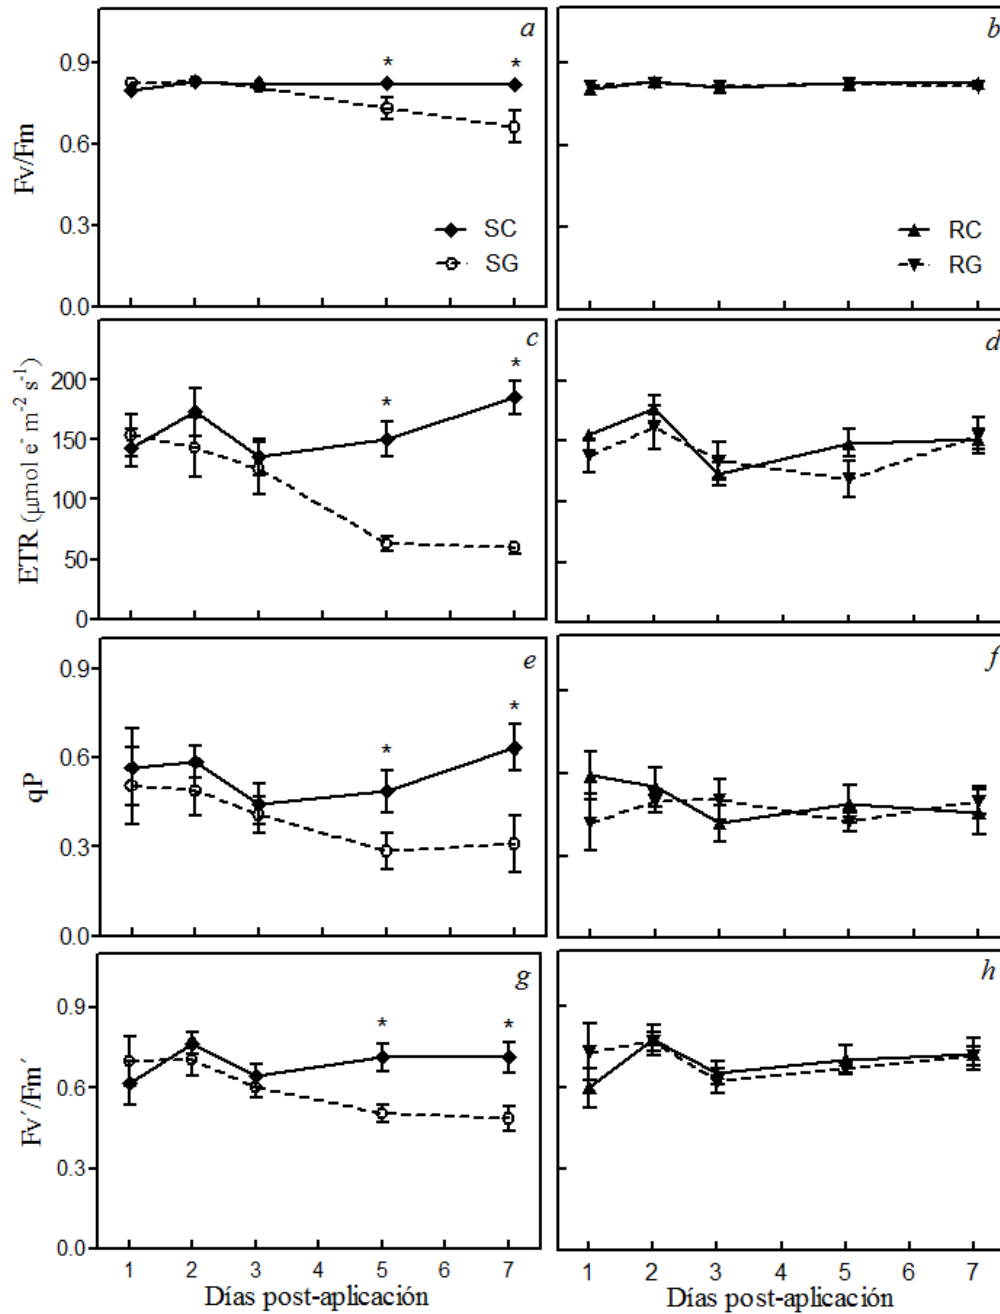 a
b
Fv/Fm
0.9
0.6
0.3
0.0
*
*
SC
SG
RC
RG
c
d
ETR (μmol e⁻ m⁻² s⁻¹)
200
150
100
50
0
*
*
e
f
qP
0.9
0.6
0.3
0.0
*
*
g
h
Fv´/Fm´
0.9
0.6
0.3
0.0
*
*
1 2 3 4 5 6 7
1 2 3 4 5 6 7
Días post-aplicación
Días post-aplicación